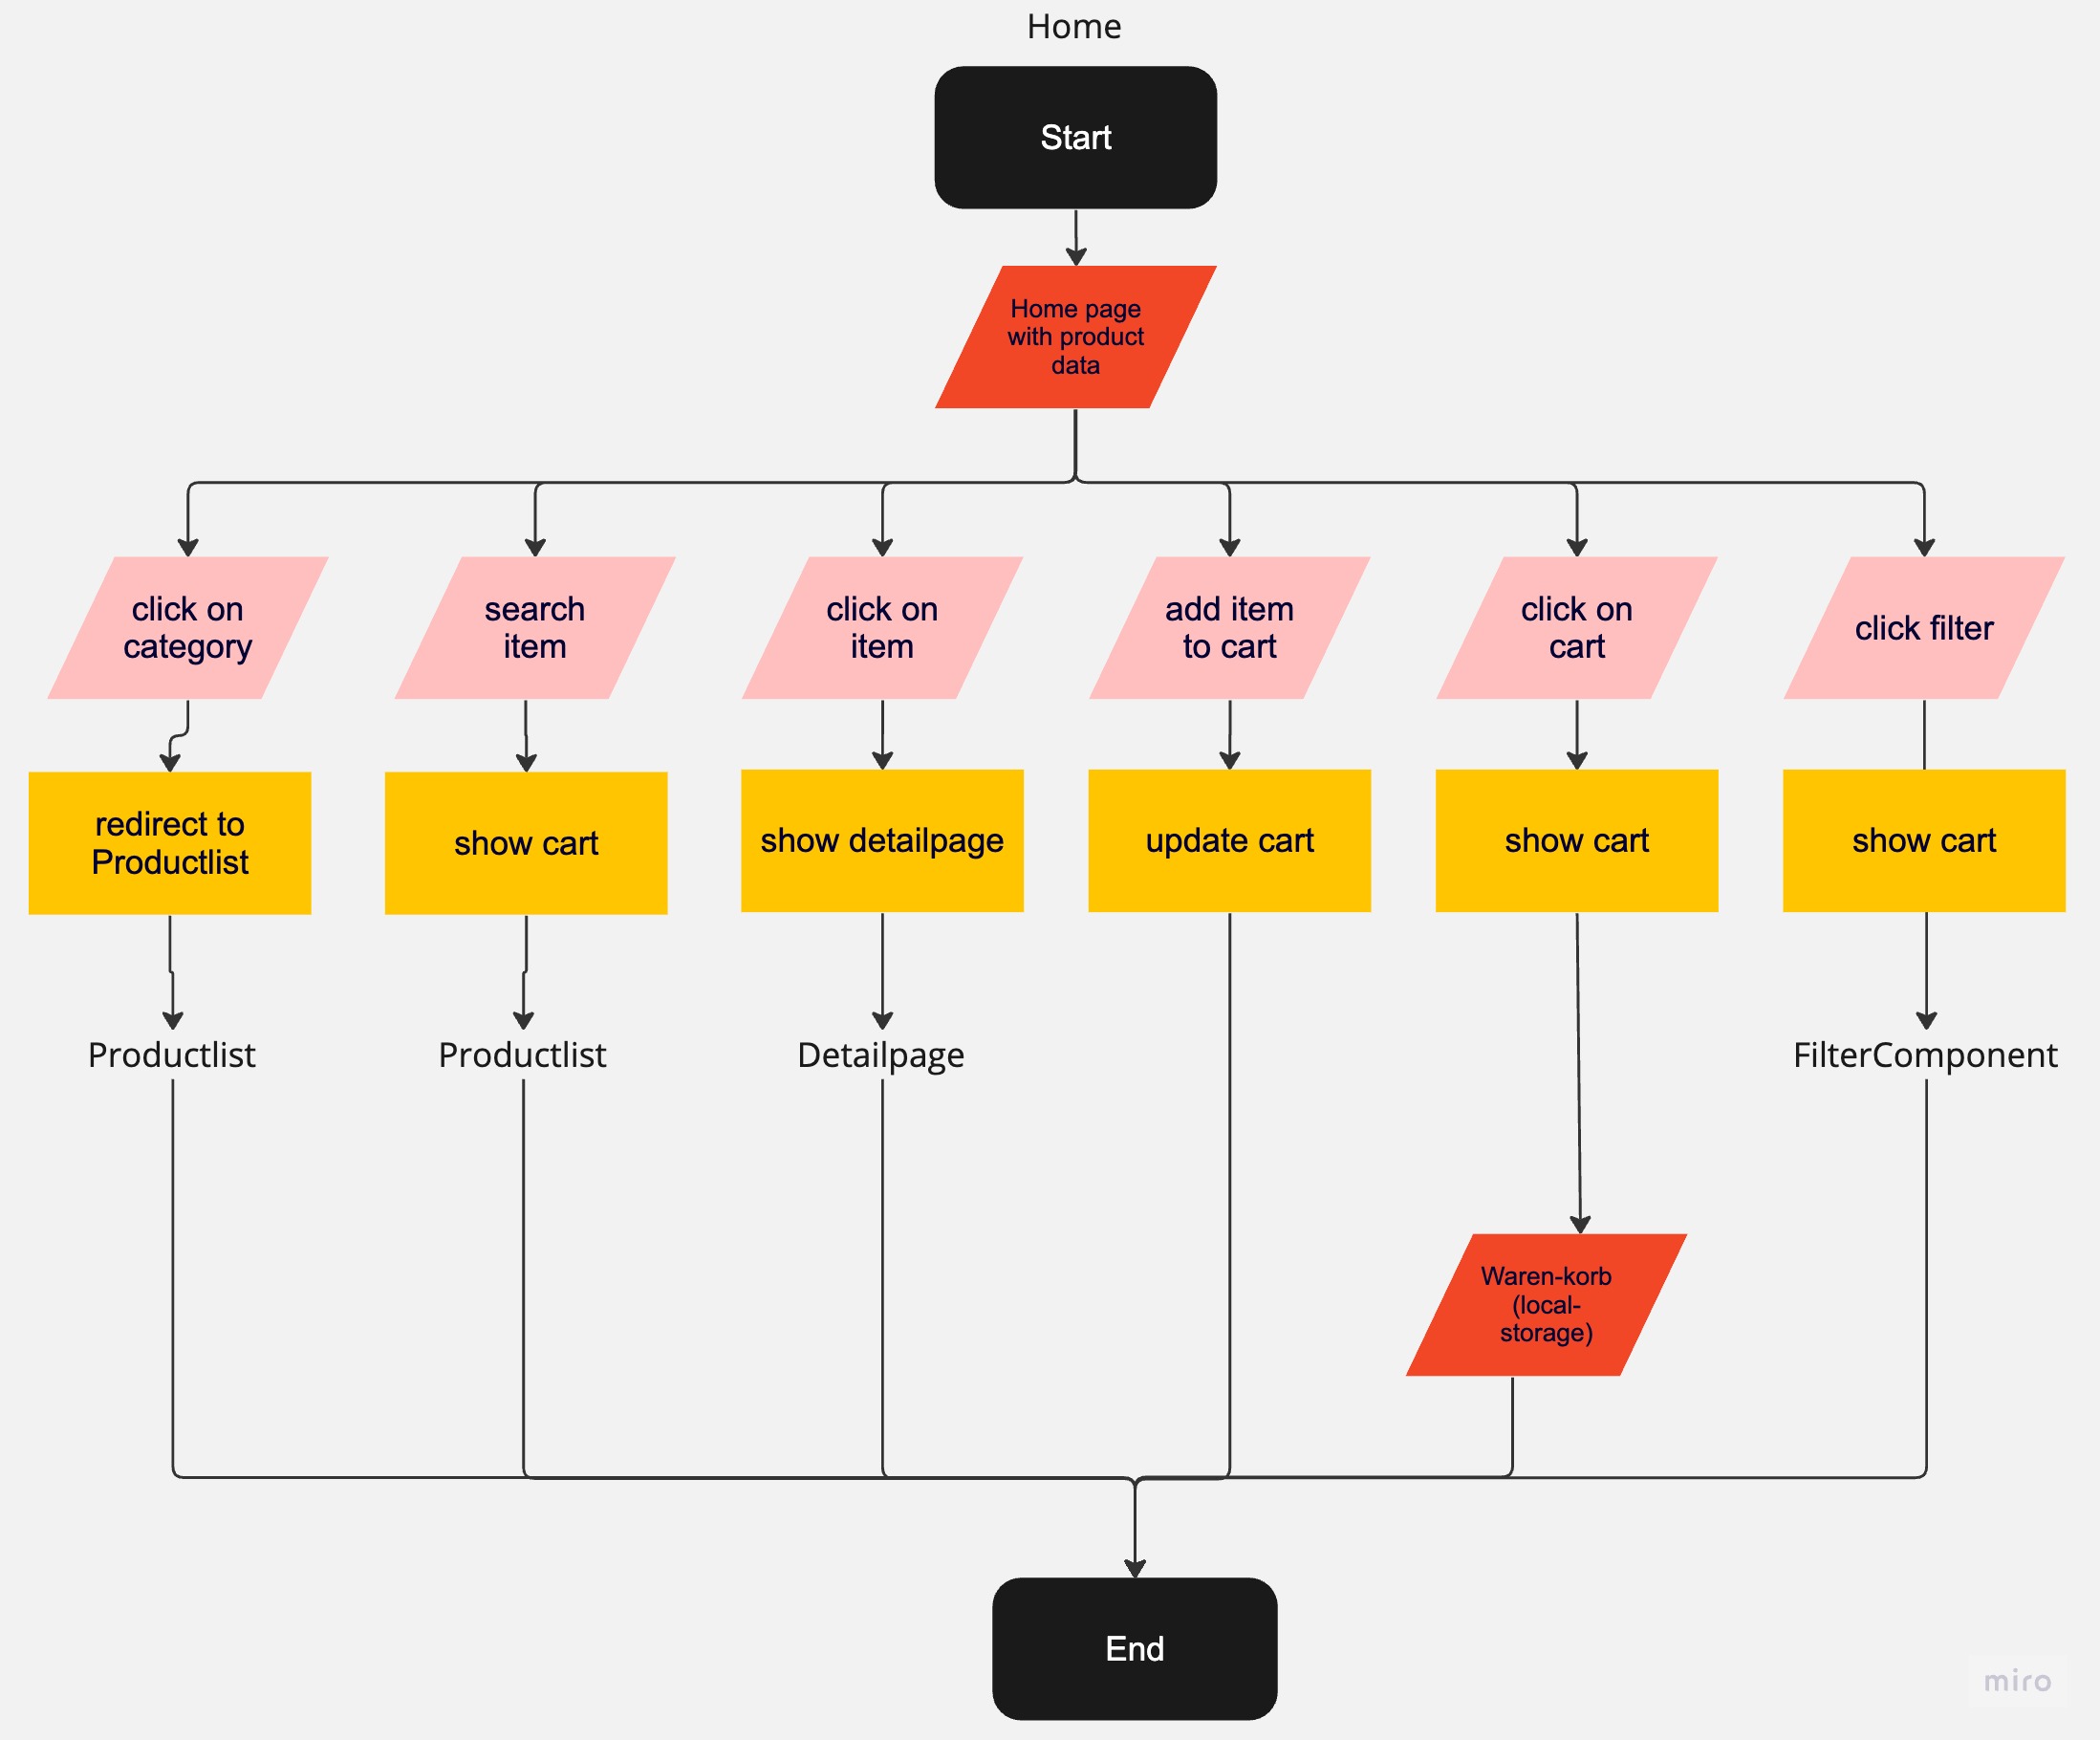 Home
Start
Home page
with product
data
click on
category
search
item
click on
item
add item
to cart
click on
cart
click filter
redirect to
Productlist
show cart
show detailpage
update cart
show cart
show cart
Productlist
Productlist
Detailpage
FilterComponent
Waren-korb
(local-
storage)
End
miro